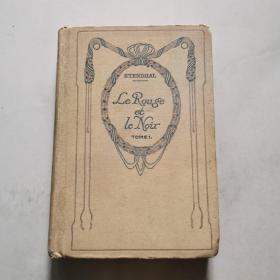 STENDHAL
Le Rouge
et
le Noir
TOME I.